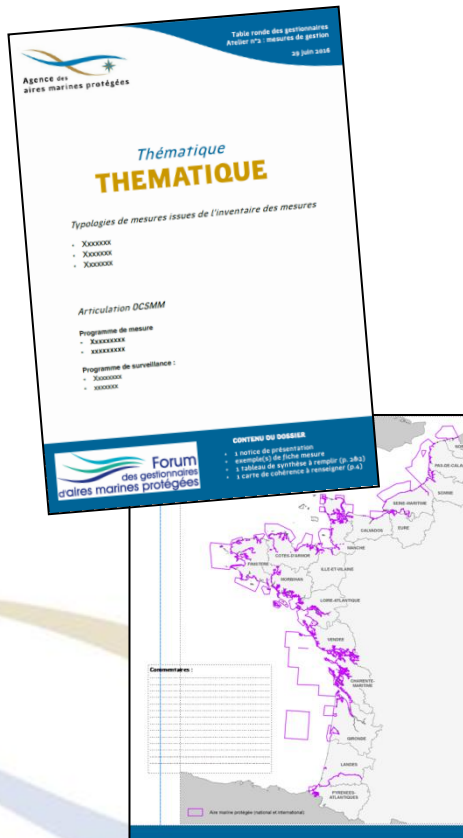 Agence des
aires marines protégées
Table ronde des gestionnaires
Atelier n°2 : mesures de gestion
29 juin 2016
Thématique
THEMATIQUE
Typologies de mesures issues de l'inventaire des mesures
- Xxxxxxx
- Xxxxxxx
- Xxxxxxx
Articulation DCSMM
Programme de mesure
- Xxxxxxxxx
- xxxxxxxxx
Programme de surveillance :
- Xxxxxxxx
- xxxxxxx
Forum
des gestionnaires
d'aires marines protégées
CONTENU DU DOSSIER
- 1 notice de présentation
- exemple(s) de fiche mesure
- 1 tableau de synthèse à remplir (p. 2&3)
- 1 carte de cohérence à renseigner (p.4)
PAS-DE-CALA
SOMME
SEINE-MARITIME
CALVADOS
EURE
MANCHE
COTES-D'ARMOR
FINISTERE
ILLE-ET-VILAINE
MORBIHAN
LOIRE-ATLANTIQUE
VENDEE
CHARENTE-
MARITIME
GIRONDE
LANDES
PYRENEES-
ATLANTIQUES
Commentaires :
Aire marine protégée (national et international)